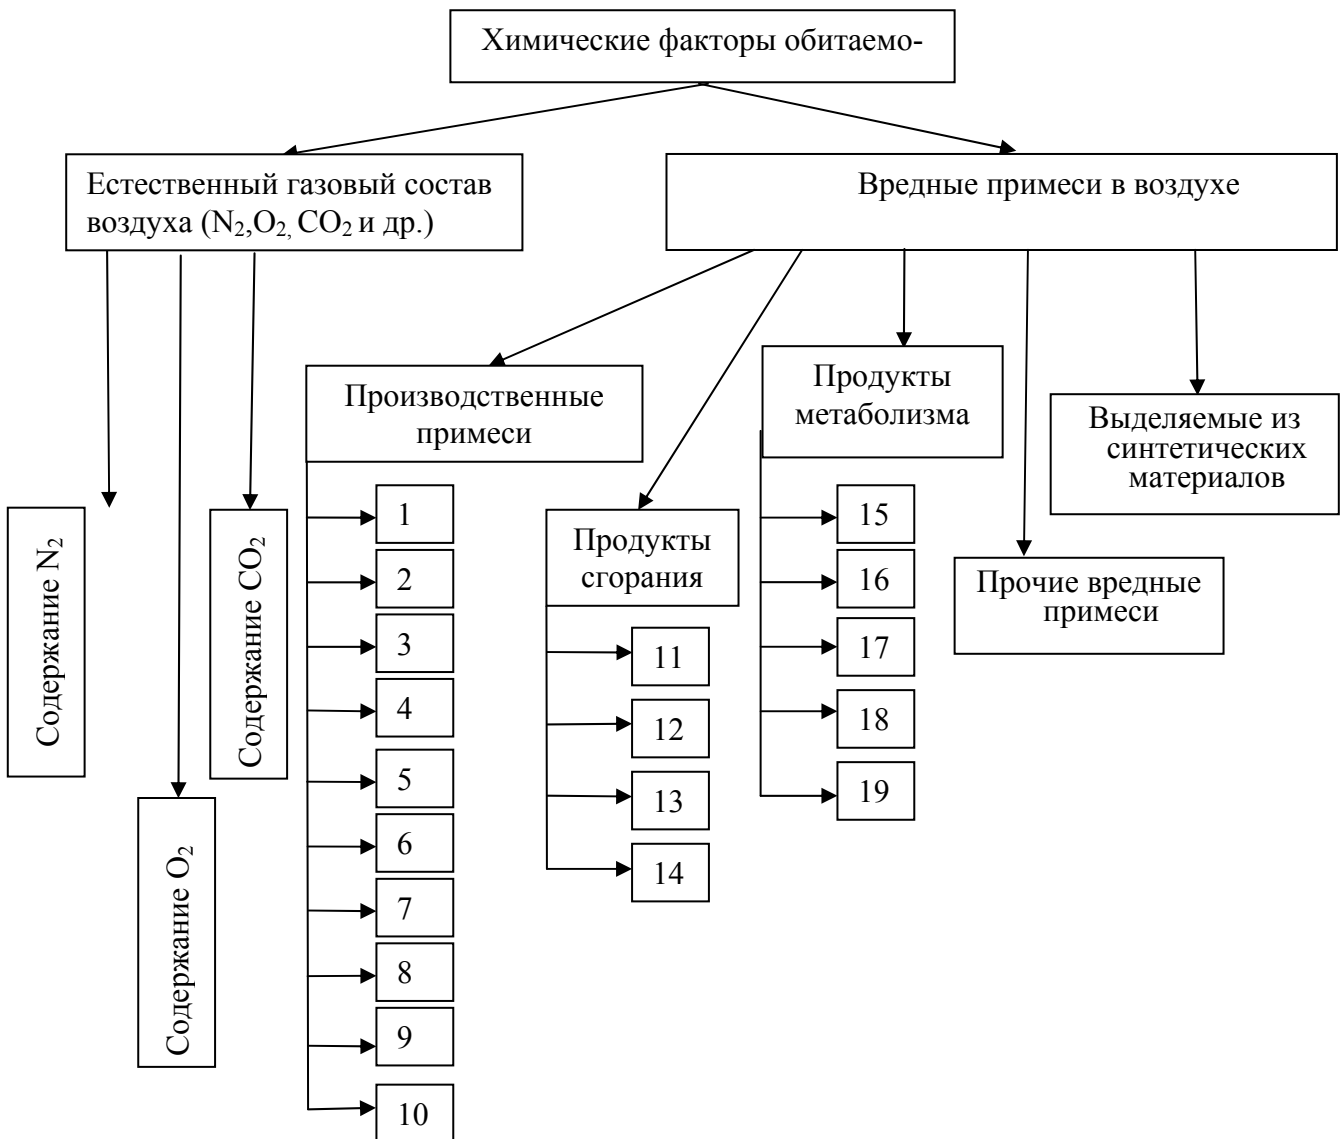 Химические факторы обитаемо-
Естественный газовый состав
воздуха (N₂,O₂, CO₂ и др.)
Вредные примеси в воздухе
Производственные
примеси
Продукты
метаболизма
Выделяемые из
синтетических
материалов
Содержание N₂
Содержание CO₂
Содержание O₂
Продукты
сгорания
Прочие вредные
примеси
1
2
3
4
5
6
7
8
9
10
11
12
13
14
15
16
17
18
19